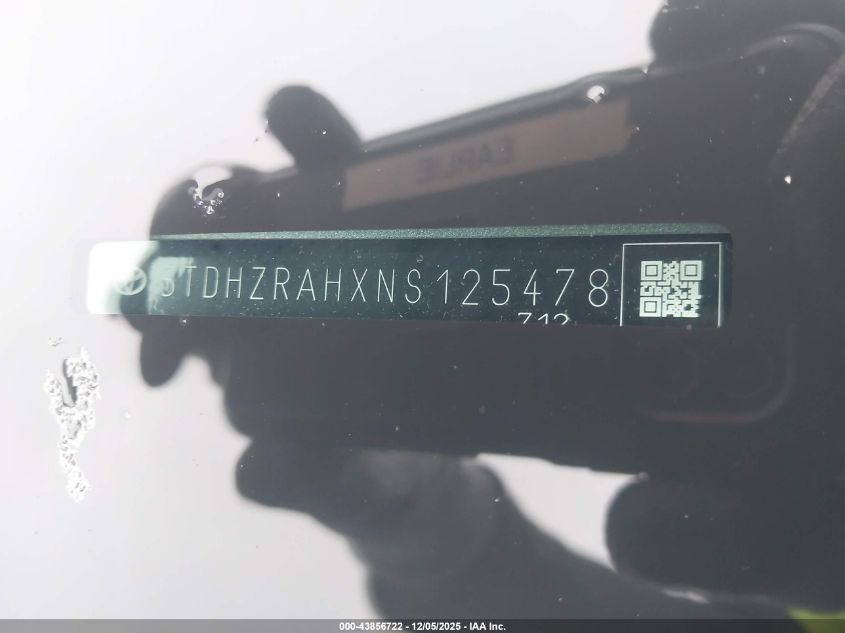 5TDHZRAHXNS125478
000-43856722 - 12/05/2025 - IAA Inc.